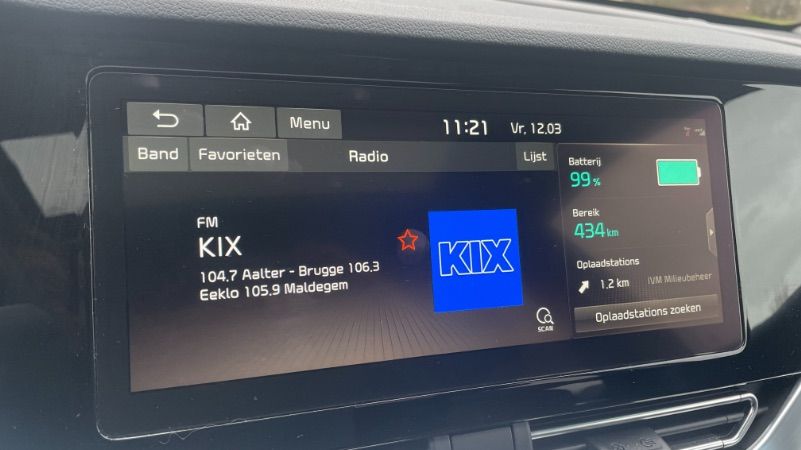 Menu
11:21 Vr, 12.03
Band Favorieten Radio Lijst
FM
KIX
104.7 Aalter - Brugge 106.3
Eeklo 105.9 Maldegem
KIX
SCAN
Batterij
99 %
Bereik
434 km
Oplaadstations
1.2 km iVM Milieubeheer
Oplaadstations zoeken